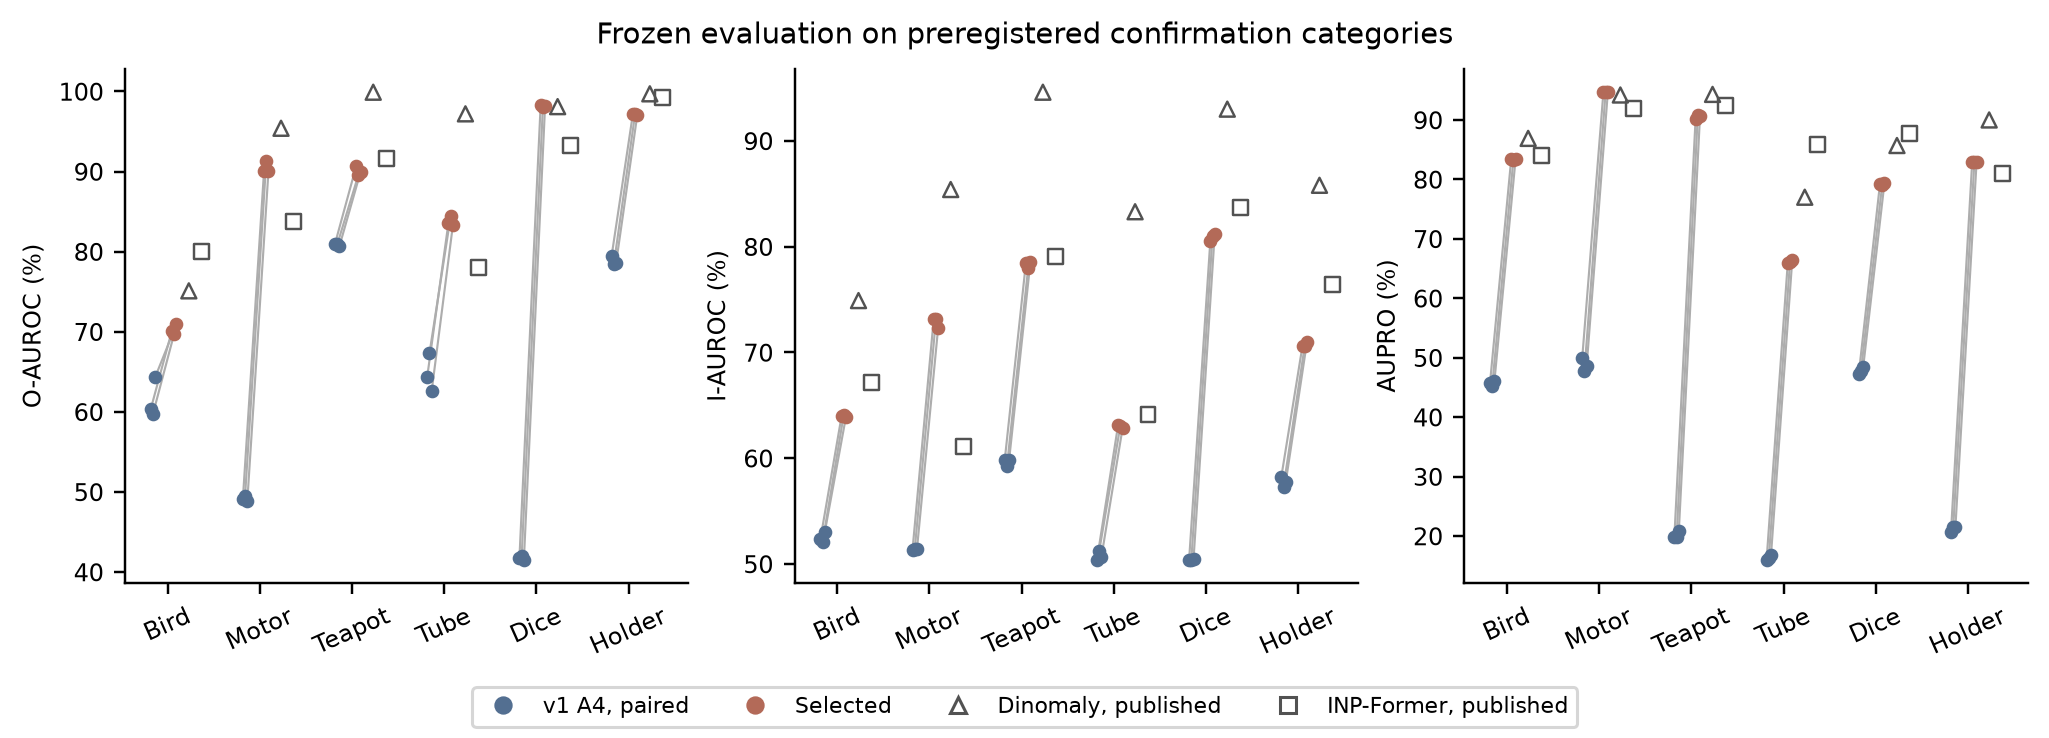 Frozen evaluation on preregistered confirmation categories
O-AUROC (%)
100
90
80
70
60
50
40
Bird
Motor
Teapot
Tube
Dice
Holder
I-AUROC (%)
90
80
70
60
50
Bird
Motor
Teapot
Tube
Dice
Holder
AUPRO (%)
90
80
70
60
50
40
30
20
Bird
Motor
Teapot
Tube
Dice
Holder
v1 A4, paired
Selected
Dinomaly, published
INP-Former, published